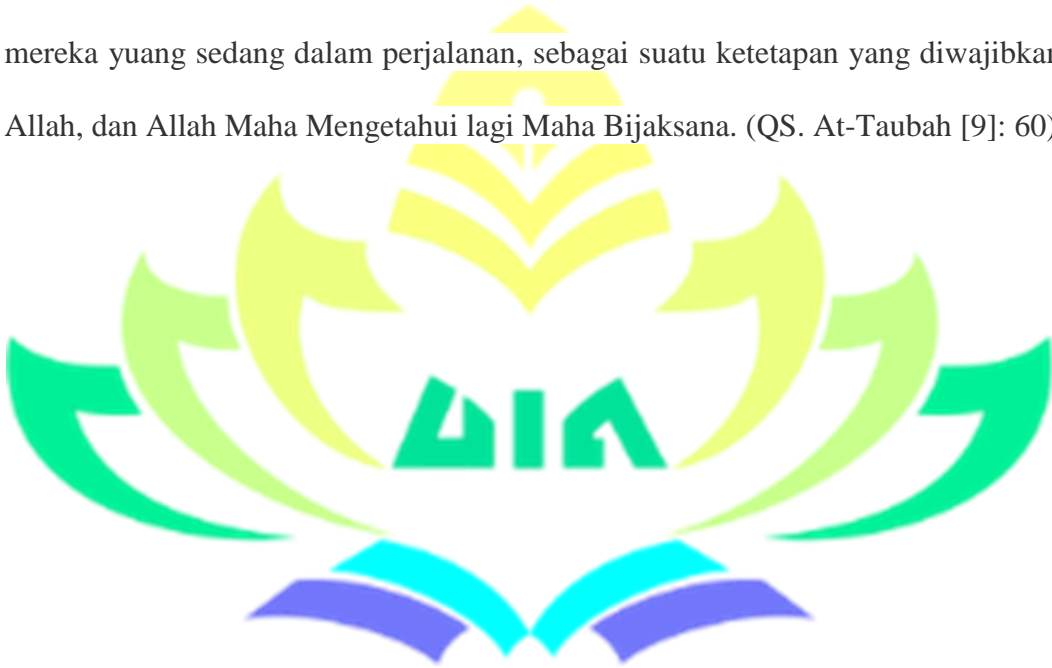 mereka yuang sedang dalam perjalanan, sebagai suatu ketetapan yang diwajibkan
Allah, dan Allah Maha Mengetahui lagi Maha Bijaksana. (QS. At-Taubah [9]: 60)